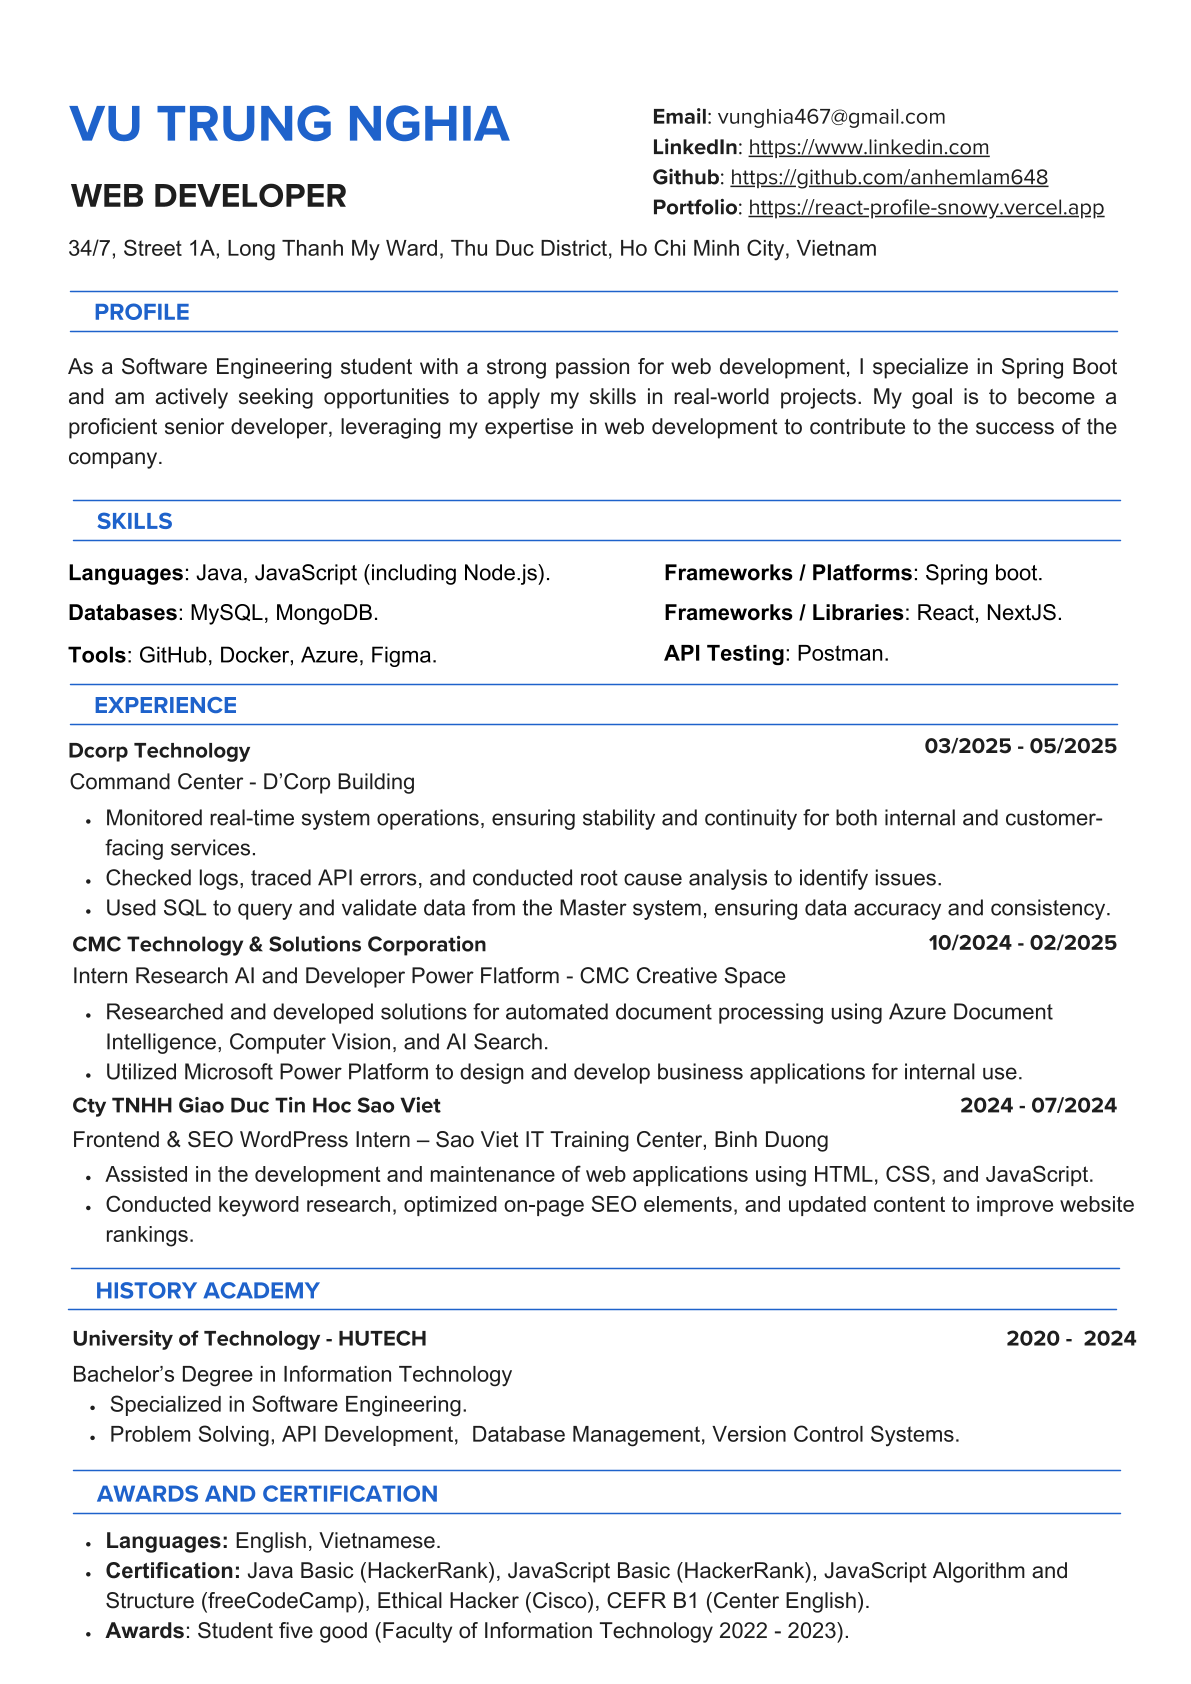 VU TRUNG NGHIA
WEB DEVELOPER
Email: vunghia467@gmail.com
LinkedIn: https://www.linkedin.com
Github: https://github.com/anhemlam648
Portfolio: https://react-profile-snowy.vercel.app
34/7, Street 1A, Long Thanh My Ward, Thu Duc District, Ho Chi Minh City, Vietnam
PROFILE
As a Software Engineering student with a strong passion for web development, I specialize in Spring Boot
and am actively seeking opportunities to apply my skills in real-world projects. My goal is to become a
proficient senior developer, leveraging my expertise in web development to contribute to the success of the
company.
SKILLS
Languages: Java, JavaScript (including Node.js).
Frameworks / Platforms: Spring boot.
Databases: MySQL, MongoDB.
Frameworks / Libraries: React, NextJS.
Tools: GitHub, Docker, Azure, Figma.
API Testing: Postman.
EXPERIENCE
Dcorp Technology 03/2025 - 05/2025
Command Center - D’Corp Building
• Monitored real-time system operations, ensuring stability and continuity for both internal and customer-
facing services.
• Checked logs, traced API errors, and conducted root cause analysis to identify issues.
• Used SQL to query and validate data from the Master system, ensuring data accuracy and consistency.
CMC Technology & Solutions Corporation 10/2024 - 02/2025
Intern Research AI and Developer Power Flatform - CMC Creative Space
• Researched and developed solutions for automated document processing using Azure Document
Intelligence, Computer Vision, and AI Search.
• Utilized Microsoft Power Platform to design and develop business applications for internal use.
Cty TNHH Giao Duc Tin Hoc Sao Viet 2024 - 07/2024
Frontend & SEO WordPress Intern – Sao Viet IT Training Center, Binh Duong
• Assisted in the development and maintenance of web applications using HTML, CSS, and JavaScript.
• Conducted keyword research, optimized on-page SEO elements, and updated content to improve website
rankings.
HISTORY ACADEMY
University of Technology - HUTECH 2020 -  2024
Bachelor’s Degree in Information Technology
• Specialized in Software Engineering.
• Problem Solving, API Development,  Database Management, Version Control Systems.
AWARDS AND CERTIFICATION
• Languages: English, Vietnamese.
• Certification: Java Basic (HackerRank), JavaScript Basic (HackerRank), JavaScript Algorithm and
Structure (freeCodeCamp), Ethical Hacker (Cisco), CEFR B1 (Center English).
• Awards: Student five good (Faculty of Information Technology 2022 - 2023).